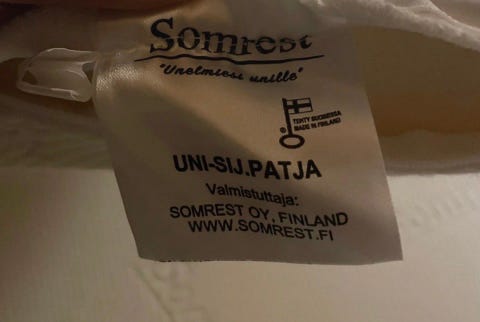 Somrest
"Unelmiesi unille"
TEHTY SUOMESSA
MADE IN FINLAND
UNI-SIJ.PATJA
Valmistuttaja:
SOMREST OY, FINLAND
WWW.SOMREST.FI